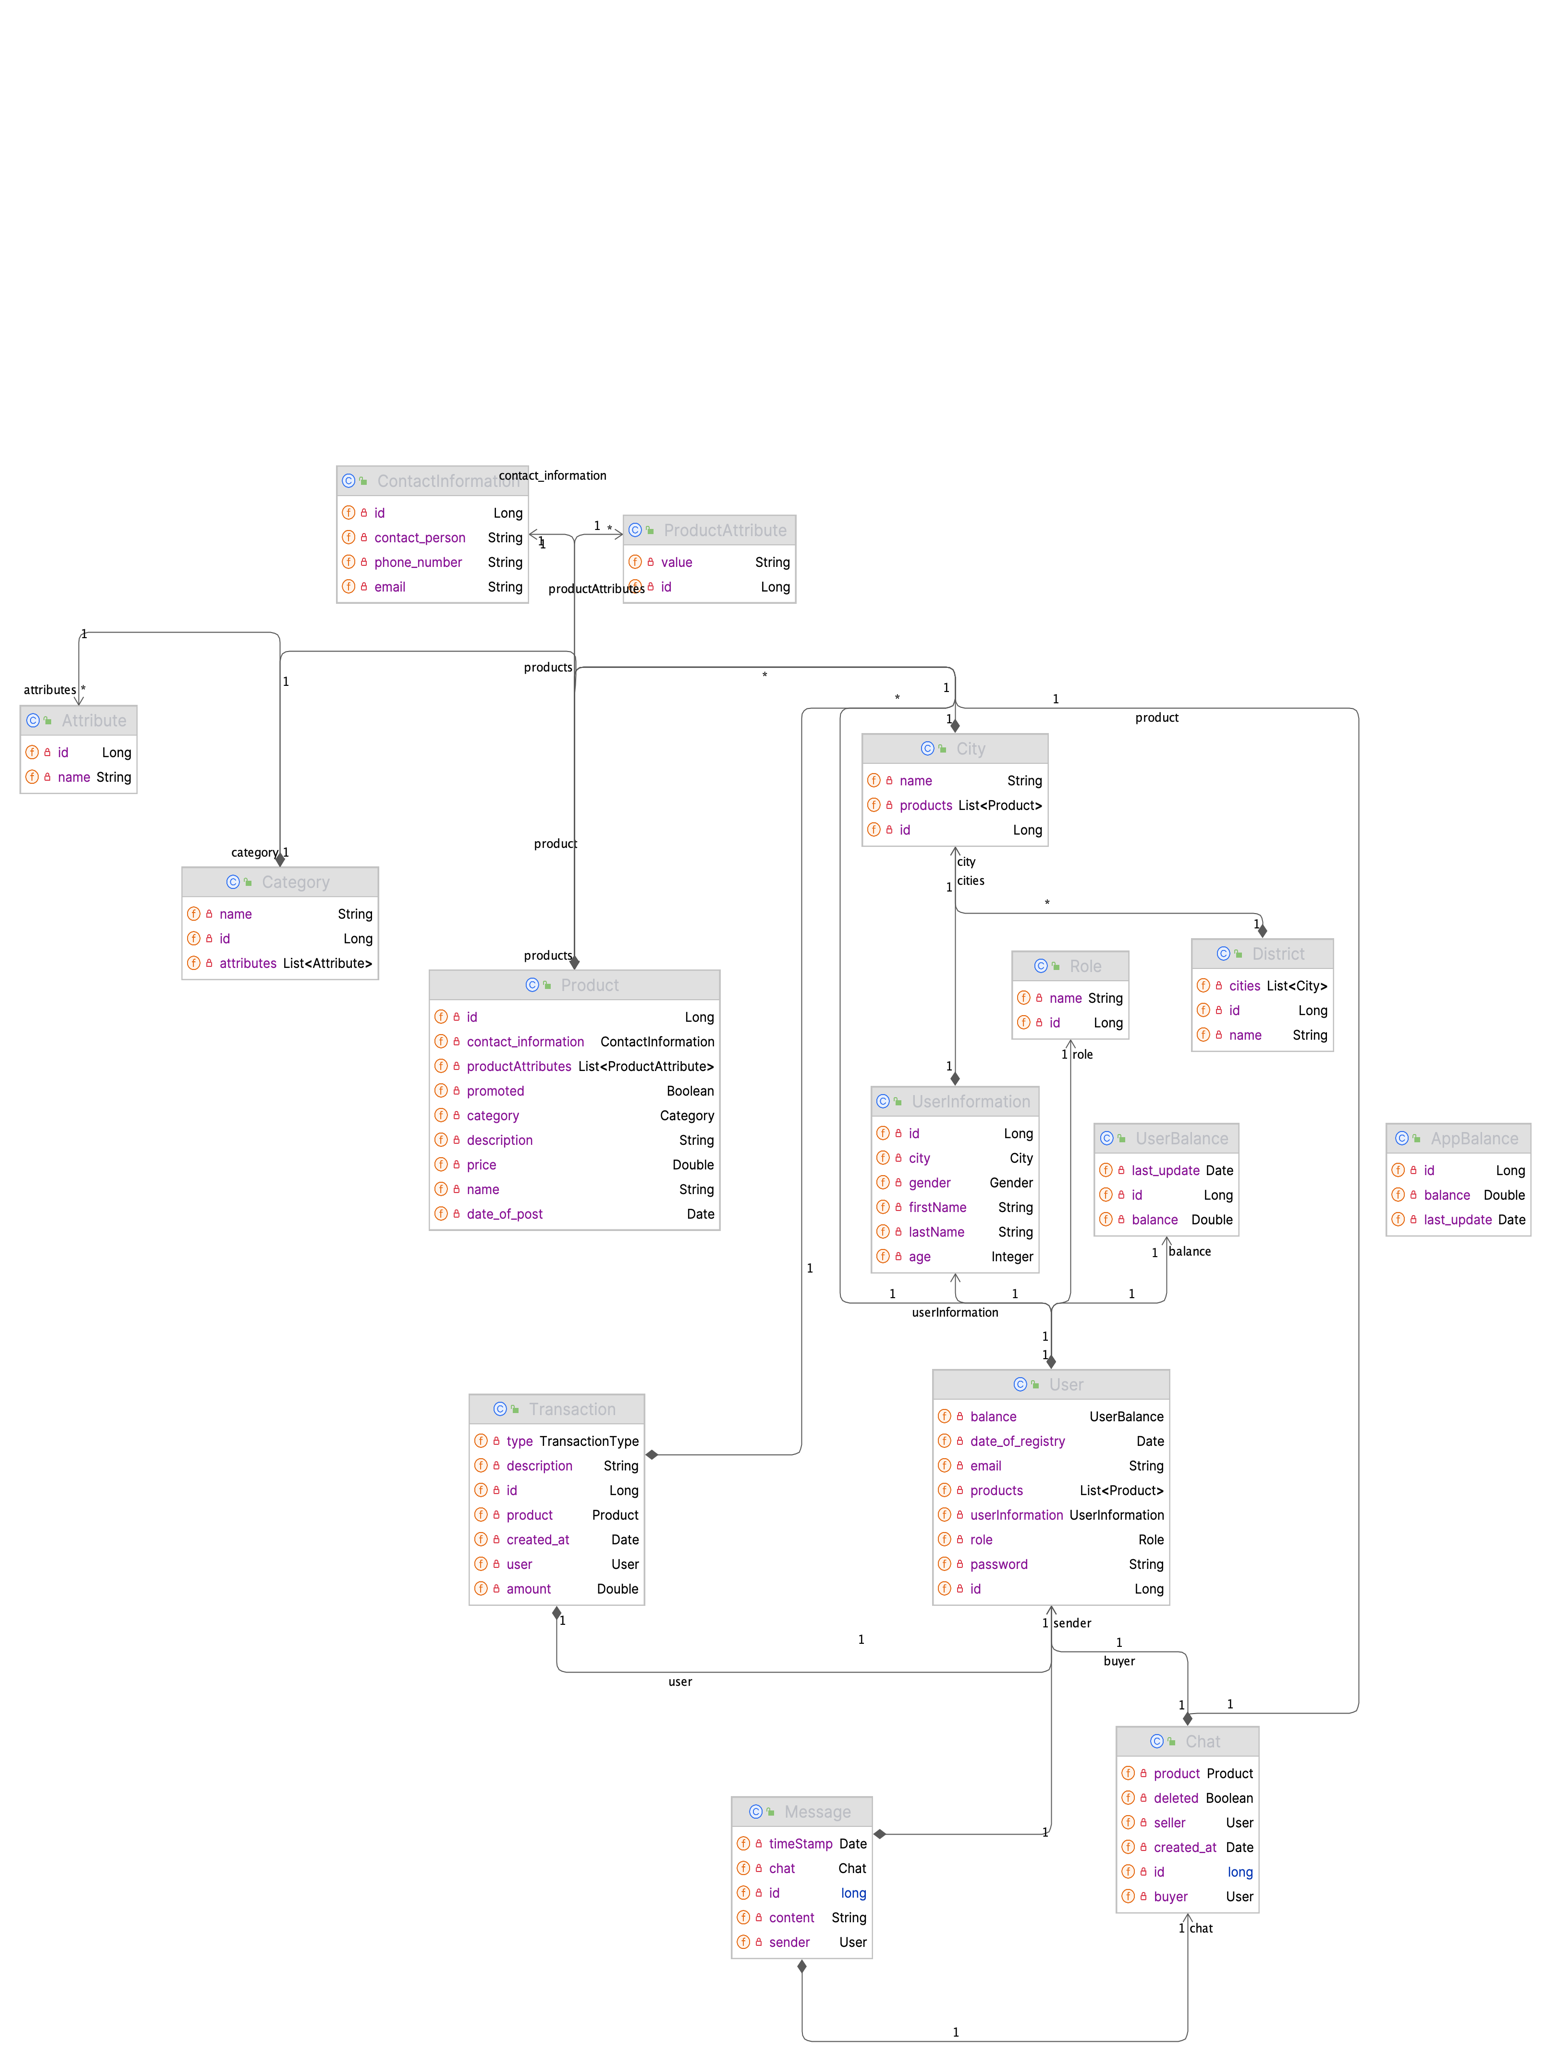 ContactInformation
contact_information
id Long
contact_person String
phone_number String
email String
1
1
1 *
ProductAttribute
value String
id Long
productAttributes
1
attributes *
Attribute
id Long
name String
products
*
1
1
category 1
Category
name String
id Long
attributes List<Attribute>
product
products
Product
id Long
contact_information ContactInformation
productAttributes List<ProductAttribute>
promoted Boolean
category Category
description String
price Double
name String
date_of_post Date
1
*
1
product
1
City
name String
products List<Product>
id Long
city
cities
1
*
1
District
cities List<City>
id Long
name String
Role
name String
id Long
1 role
1
UserInformation
id Long
city City
gender Gender
firstName String
lastName String
age Integer
UserBalance
last_update Date
id Long
balance Double
1 balance
AppBalance
id Long
balance Double
last_update Date
1
1
1
1
userInformation
1
1
User
balance UserBalance
date_of_registry Date
email String
products List<Product>
userInformation UserInformation
role Role
password String
id Long
Transaction
type TransactionType
description String
id Long
product Product
created_at Date
user User
amount Double
1
1
user
1 sender
1
buyer
1
1
Chat
product Product
deleted Boolean
seller User
created_at Date
id long
buyer User
1 chat
Message
timeStamp Date
chat Chat
id long
content String
sender User
1
1